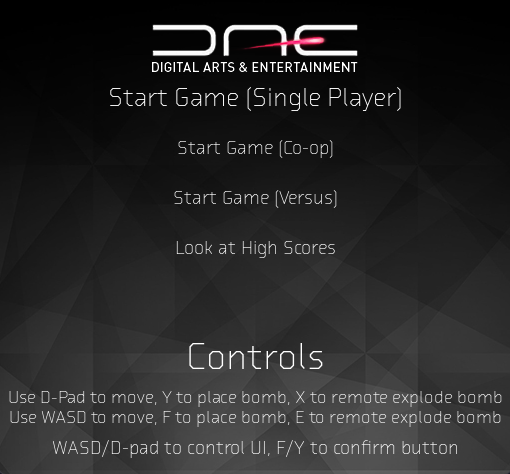 DAE
DIGITAL ARTS & ENTERTAINMENT
Start Game (Single Player)
Start Game (Co-op)
Start Game (Versus)
Look at High Scores
Controls
Use D-Pad to move, Y to place bomb, X to remote explode bomb
Use WASD to move, F to place bomb, E to remote explode bomb
WASD/D-pad to control UI, F/Y to confirm button